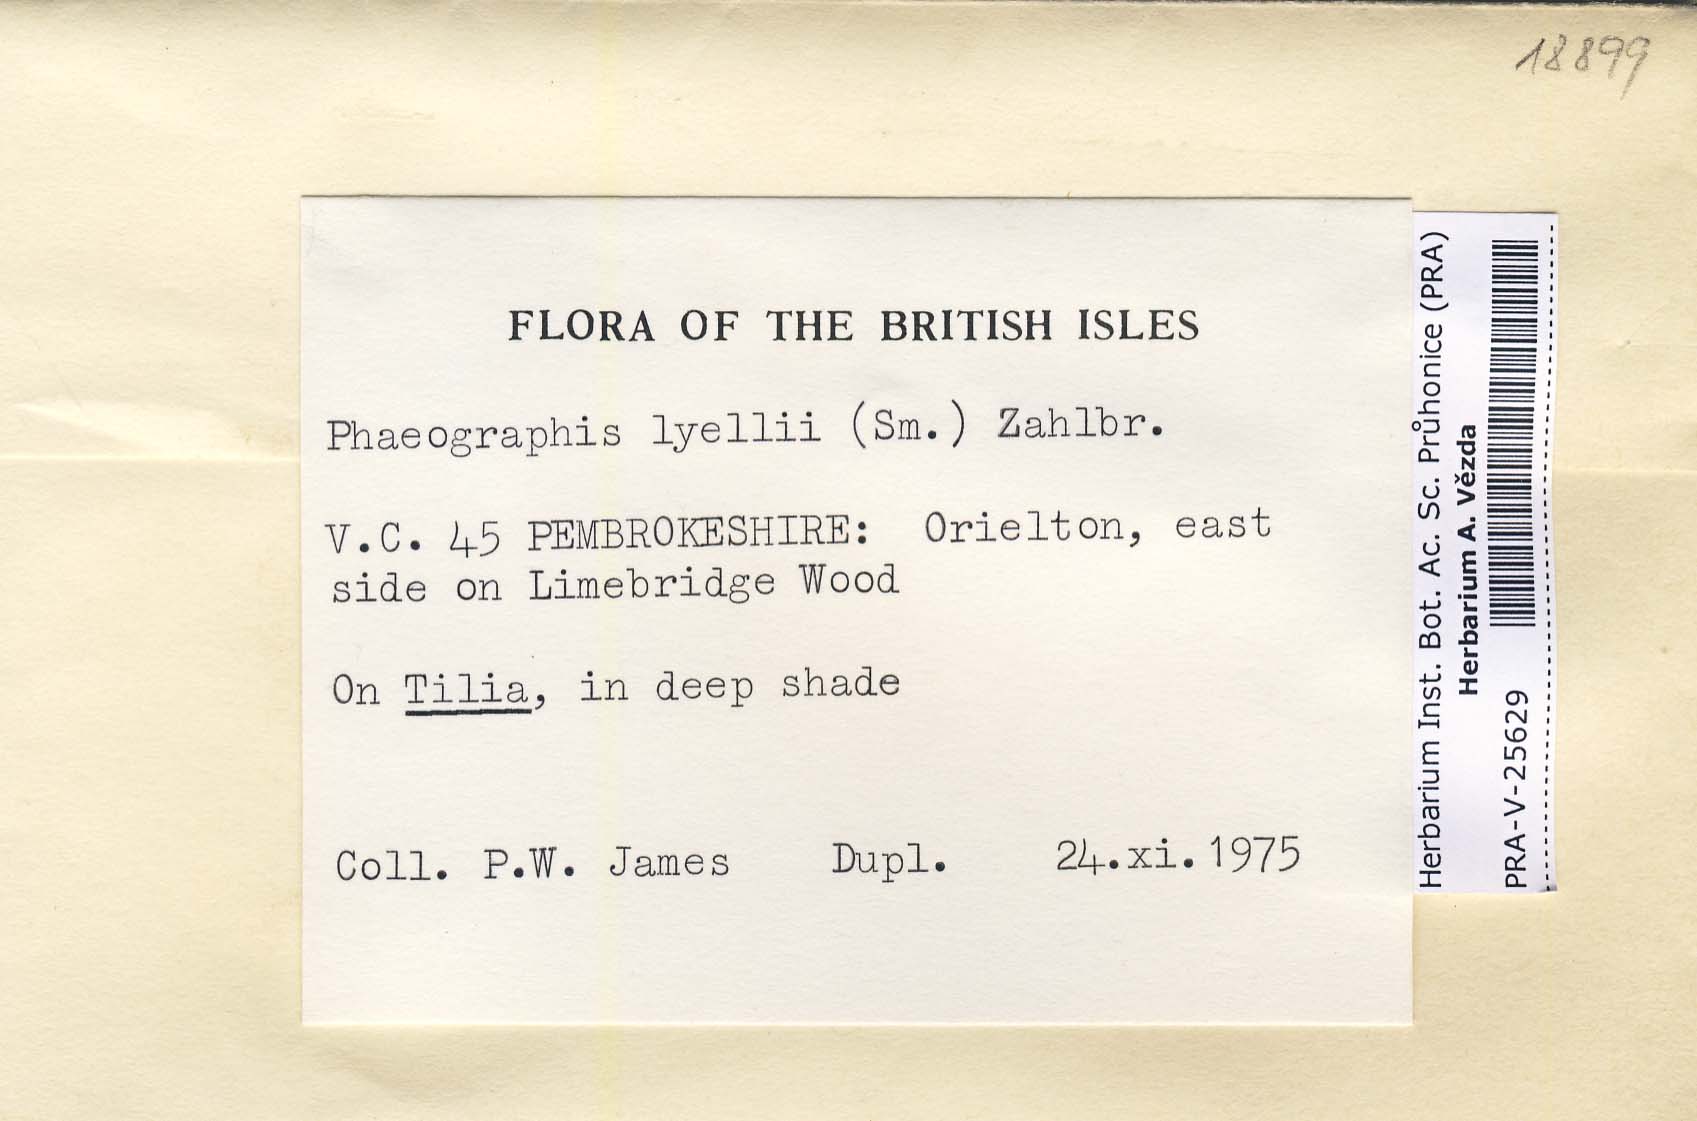 18899
FLORA OF THE BRITISH ISLES
Phaeographis lyellii (Sm.) Zahlbr.
V.C. 45 PEMBROKESHIRE: Orielton, east
side on Limebridge Wood
On Tilia, in deep shade
Coll. P.W. James Dupl. 24.xi.1975
Herbarium Inst. Bot. Ac. Sc. Průhonice (PRA)
Herbarium A. Vězda
PRA-V-25629